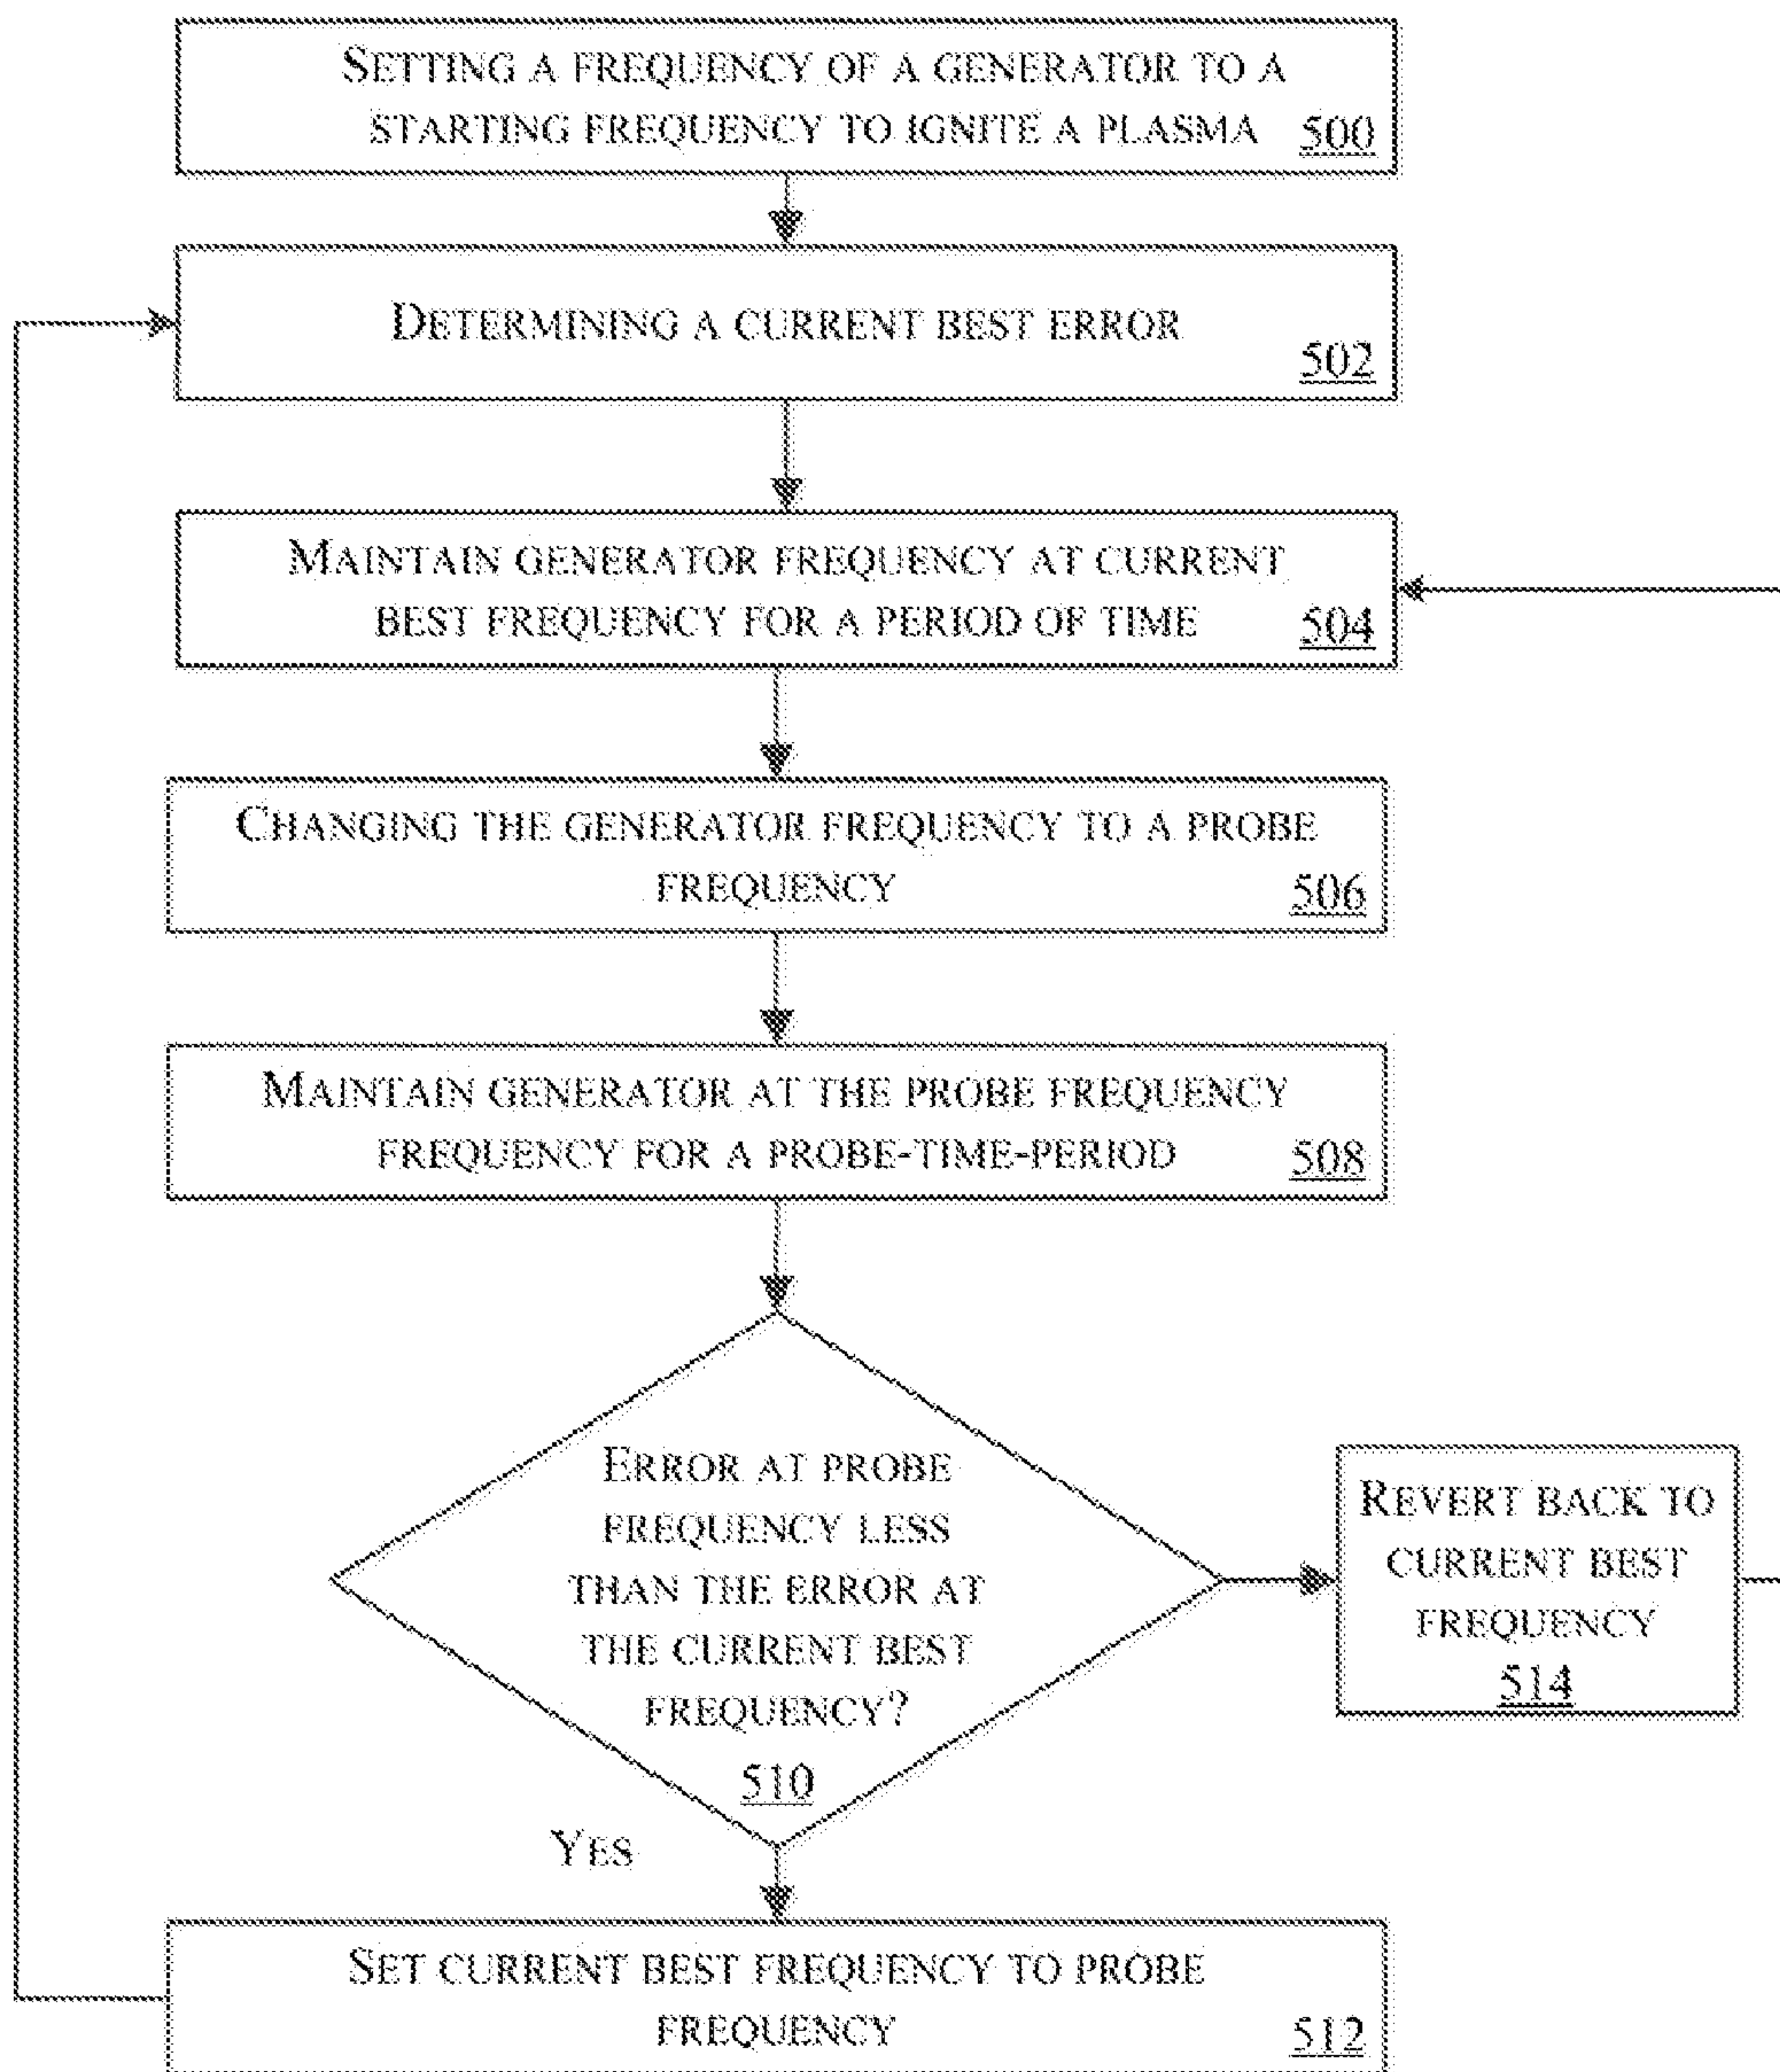 SETTING A FREQUENCY OF A GENERATOR TO A
STARTING FREQUENCY TO IGNITE A PLASMA 500
DETERMINING A CURRENT BEST ERROR
502
MAINTAIN GENERATOR FREQUENCY AT CURRENT
BEST FREQUENCY FOR A PERIOD OF TIME 504
CHANGING THE GENERATOR FREQUENCY TO A PROBE
FREQUENCY 506
MAINTAIN GENERATOR AT THE PROBE FREQUENCY
FREQUENCY FOR A PROBE-TIME-PERIOD 508
ERROR AT PROBE
FREQUENCY LESS
THAN THE ERROR AT
THE CURRENT BEST
FREQUENCY?
510
REVERT BACK TO
CURRENT BEST
FREQUENCY
514
YES
SET CURRENT BEST FREQUENCY TO PROBE
FREQUENCY 512